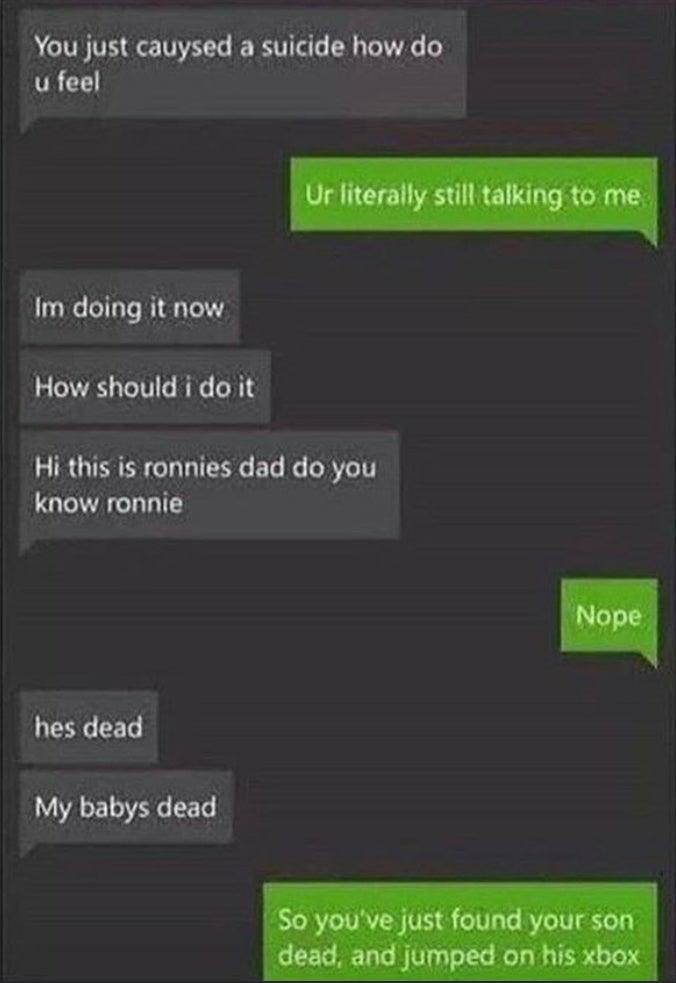 You just cauysed a suicide how do
u feel
Ur literally still talking to me
Im doing it now
How should i do it
Hi this is ronnies dad do you
know ronnie
Nope
hes dead
My babys dead
So you've just found your son
dead, and jumped on his xbox